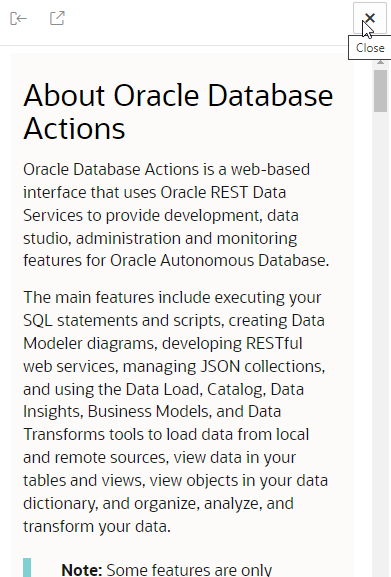 Close
About Oracle Database
Actions
Oracle Database Actions is a web-based
interface that uses Oracle REST Data
Services to provide development, data
studio, administration and monitoring
features for Oracle Autonomous Database.
The main features include executing your
SQL statements and scripts, creating Data
Modeler diagrams, developing RESTful
web services, managing JSON collections,
and using the Data Load, Catalog, Data
Insights, Business Models, and Data
Transforms tools to load data from local
and remote sources, view data in your
tables and views, view objects in your data
dictionary, and organize, analyze, and
transform your data.
Note: Some features are only